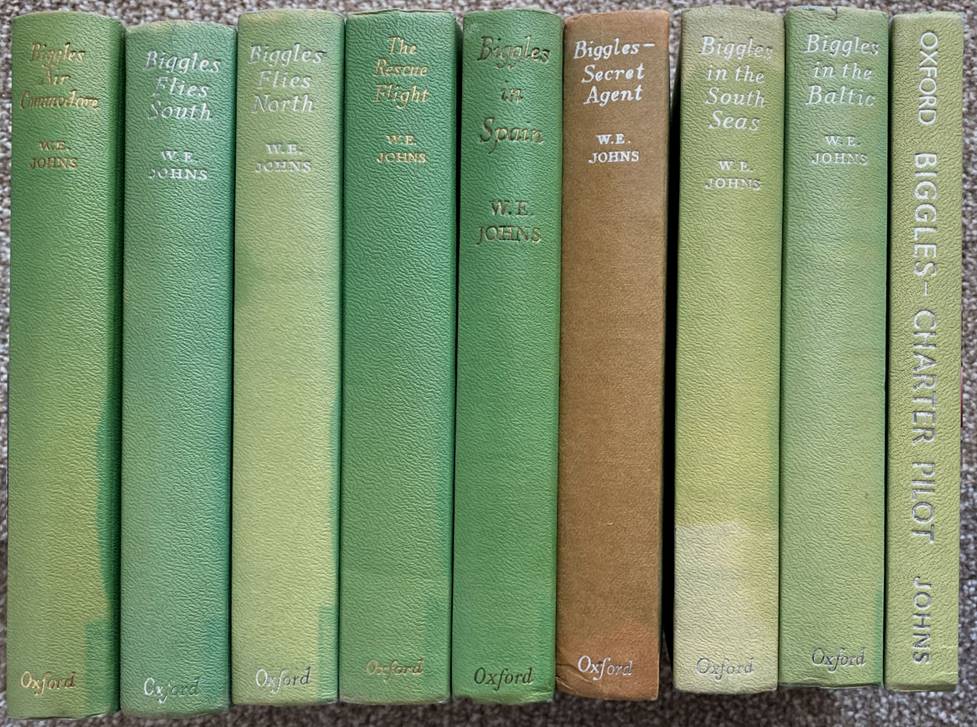 Biggles
Air
Commodore
W.E.
JOHNS
Oxford
Biggles
Flies
South
W.E.
JOHNS
Oxford
Biggles
Flies
North
W.E.
JOHNS
Oxford
The
Rescue
Flight
W.E.
JOHNS
Oxford
Biggles
in
Spain
W.E.
JOHNS
Oxford
Biggles-
Secret
Agent
W.E.
JOHNS
Oxford
Biggles
in the
South
Seas
W.E.
JOHNS
Oxford
Biggles
in the
Baltic
W.E.
JOHNS
Oxford
OXFORD BIGGLES- CHARTER PILOT JOHNS